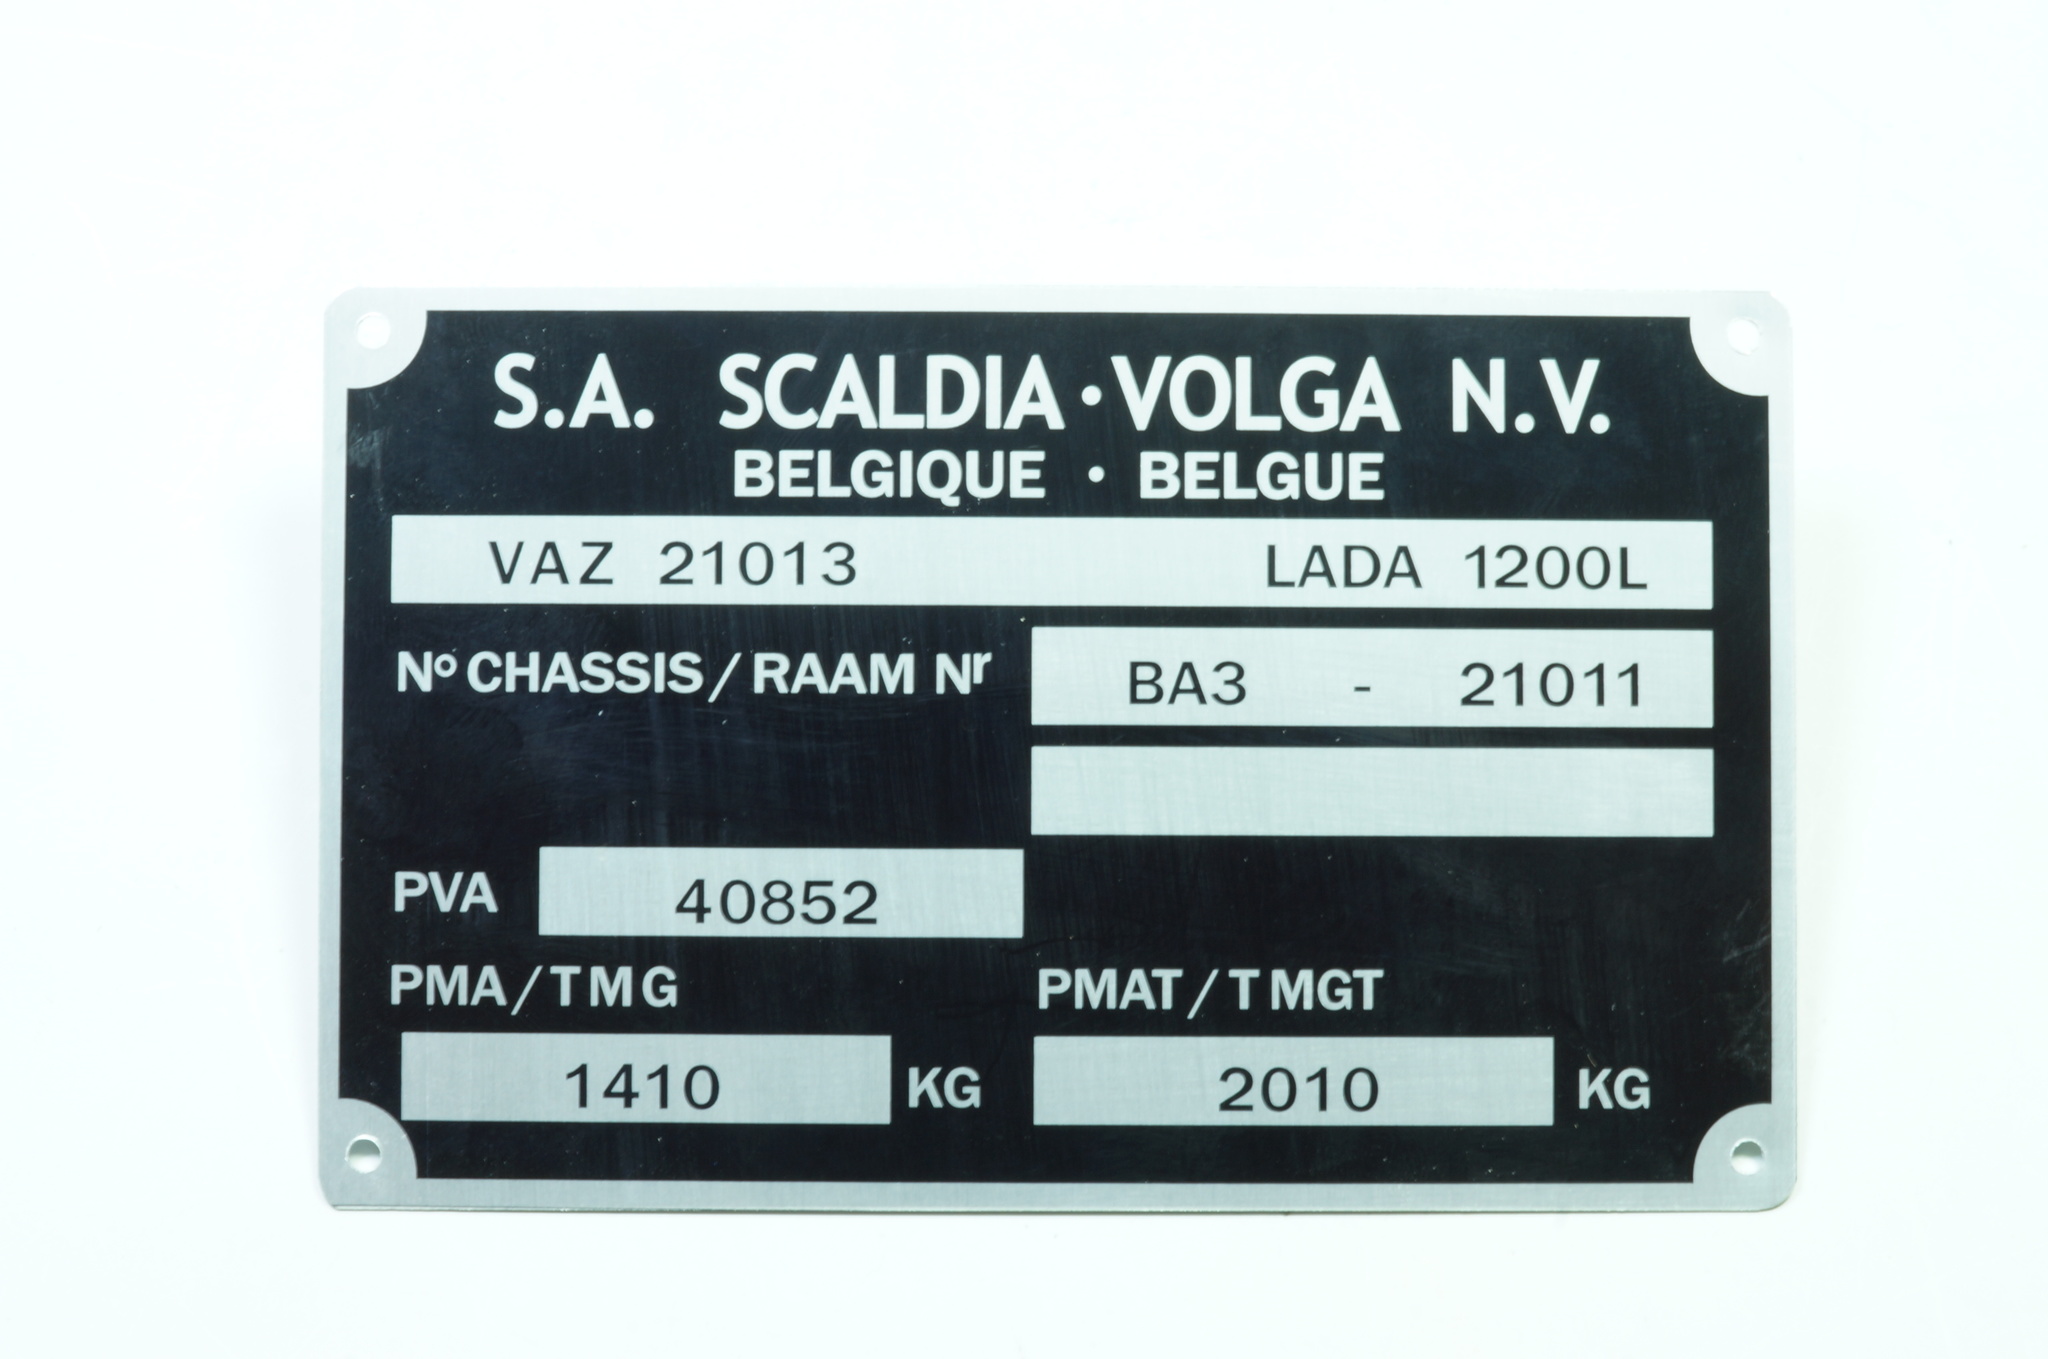 S.A. SCALDIA·VOLGA N.V.
BELGIQUE · BELGUE
VAZ 21013 LADA 1200L
Nº CHASSIS/RAAM Nr BA3 - 21011
PVA 40852
PMA/TMG PMAT/TMGT
1410 KG 2010 KG